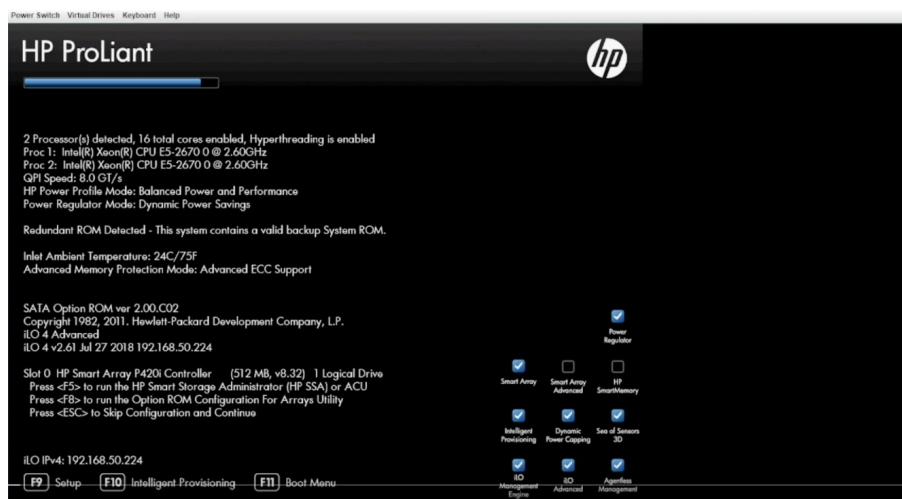 Power Switch Virtual Drives Keyboard Help
HP ProLiant
hp
2 Processor(s) detected, 16 total cores enabled, Hyperthreading is enabled
Proc 1: Intel(R) Xeon(R) CPU E5-2670 0 @ 2.60GHz
Proc 2: Intel(R) Xeon(R) CPU E5-2670 0 @ 2.60GHz
QPI Speed: 8.0 GT/s
HP Power Profile Mode: Balanced Power and Performance
Power Regulator Mode: Dynamic Power Savings
Redundant ROM Detected - This system contains a valid backup System ROM.
Inlet Ambient Temperature: 24C/75F
Advanced Memory Protection Mode: Advanced ECC Support
SATA Option ROM ver 2.00.C02
Copyright 1982, 2011. Hewlett-Packard Development Company, L.P.
iLO 4 Advanced
iLO 4 v2.61 Jul 27 2018 192.168.50.224
Slot 0 HP Smart Array P420i Controller (512 MB, v8.32) 1 Logical Drive
Press <F5> to run the HP Smart Storage Administrator (HP SSA) or ACU
Press <F8> to run the Option ROM Configuration For Arrays Utility
Press <ESC> to Skip Configuration and Continue
Power
Regulator
Smart Array
Smart Array
Advanced
HP
SmartMemory
Intelligent
Provisioning
Dynamic
Power Capping
Sea of Sensors
3D
iLO
Management
Engine
iLO
Advanced
Agentless
Management
iLO IPv4: 192.168.50.224
F9 Setup F10 Intelligent Provisioning F11 Boot Menu